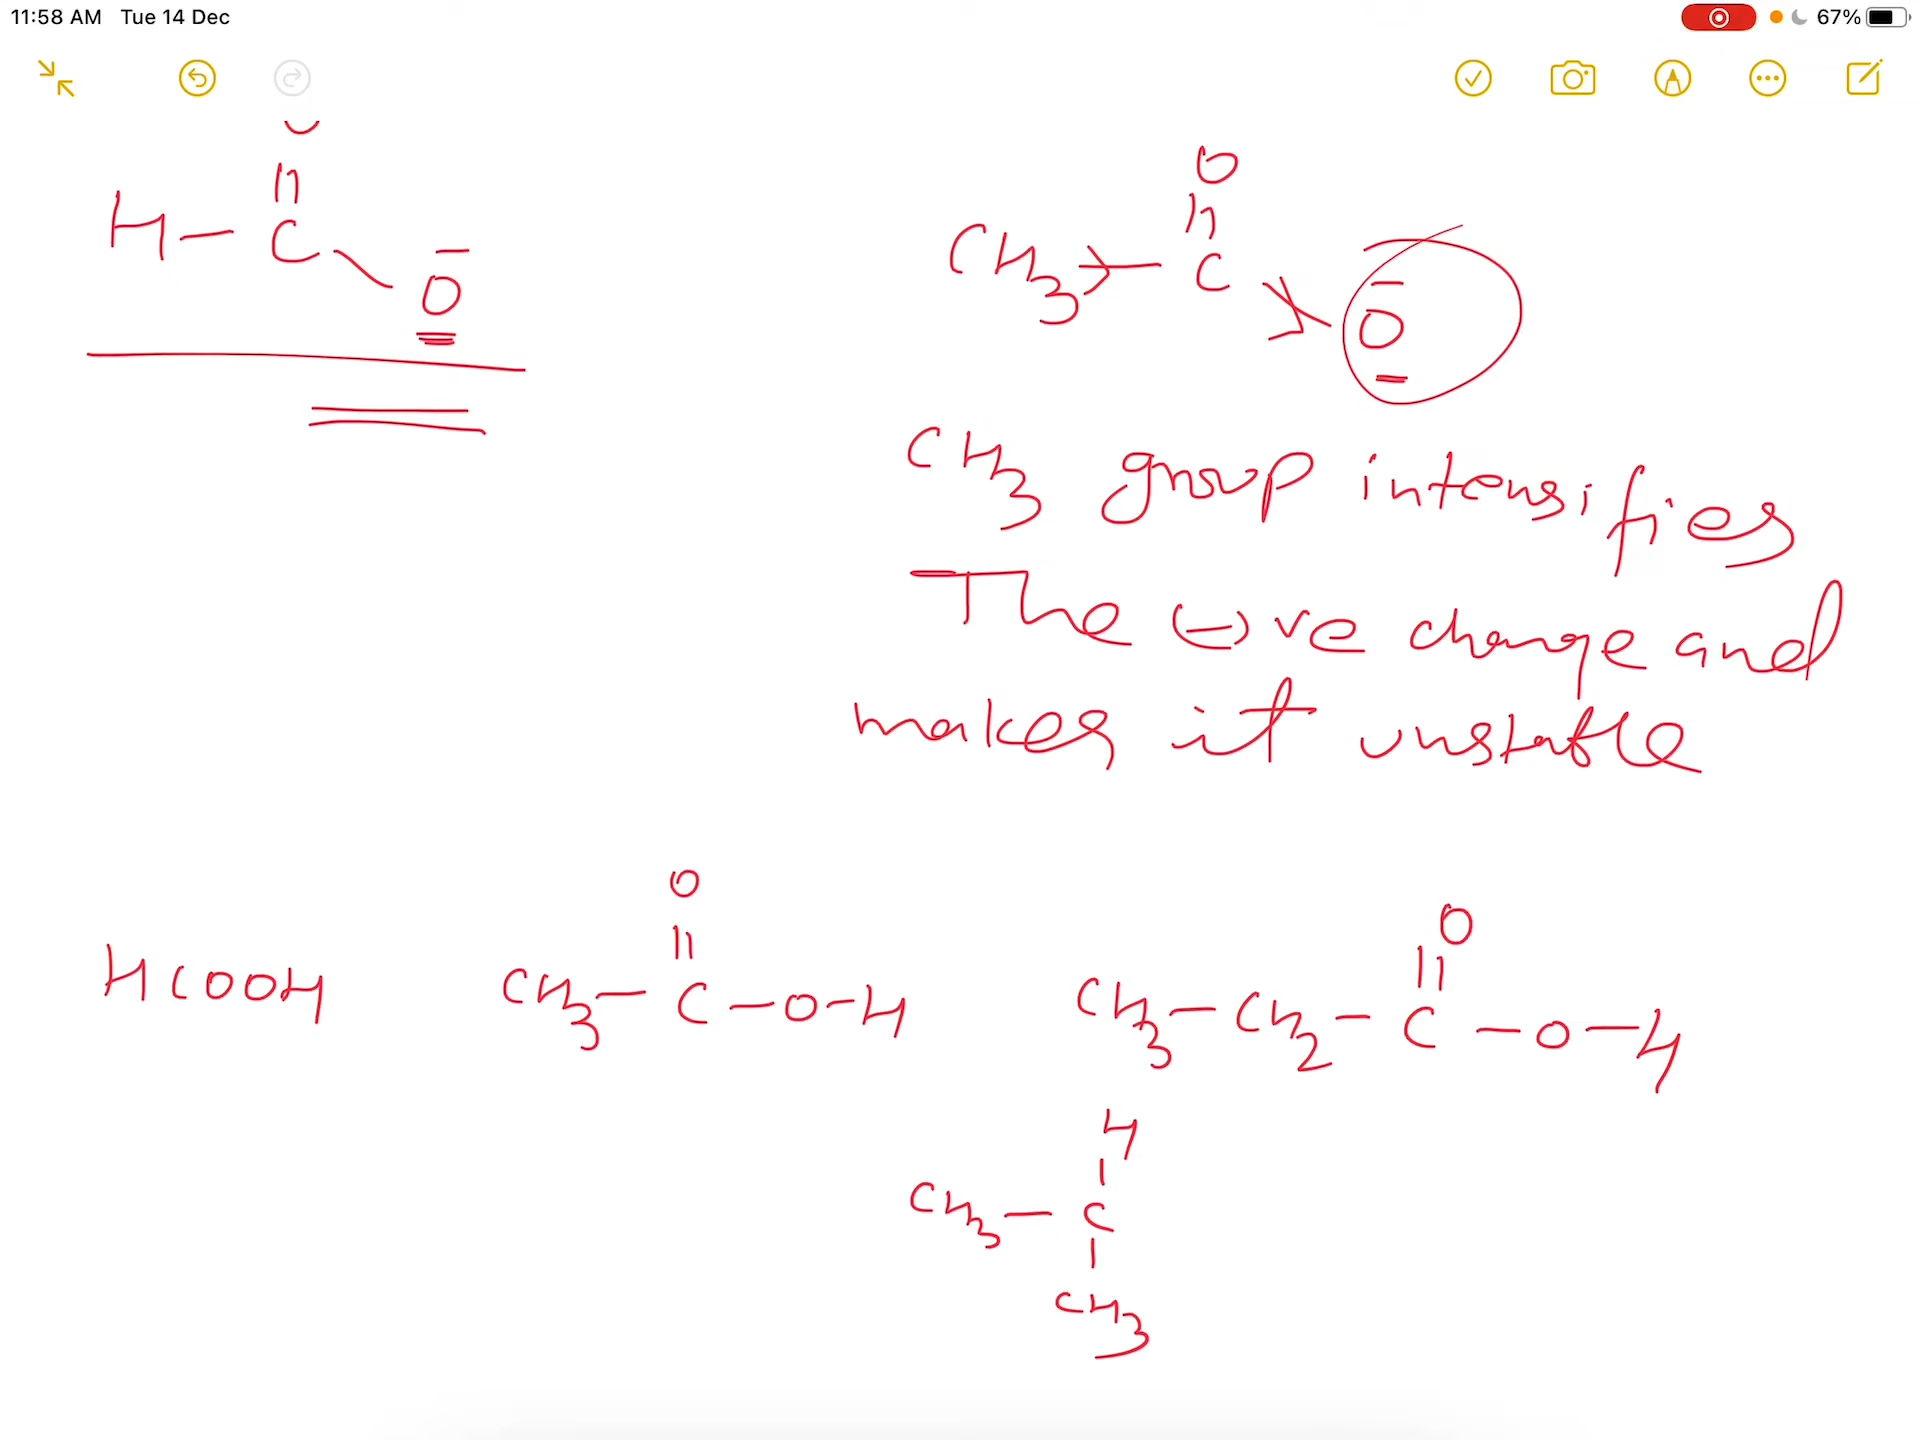 11:58 AM Tue 14 Dec
67%
O
||
H - C
O
-
O
||
CH3 - C
O
-
CH3 group intensifies
The (-)ve charge and
makes it unstable
O
||
HCOOH
CH3 - C - O - H
O
||
CH3 - CH2 - C - O - H
H
|
CH3 - C
|
CH3